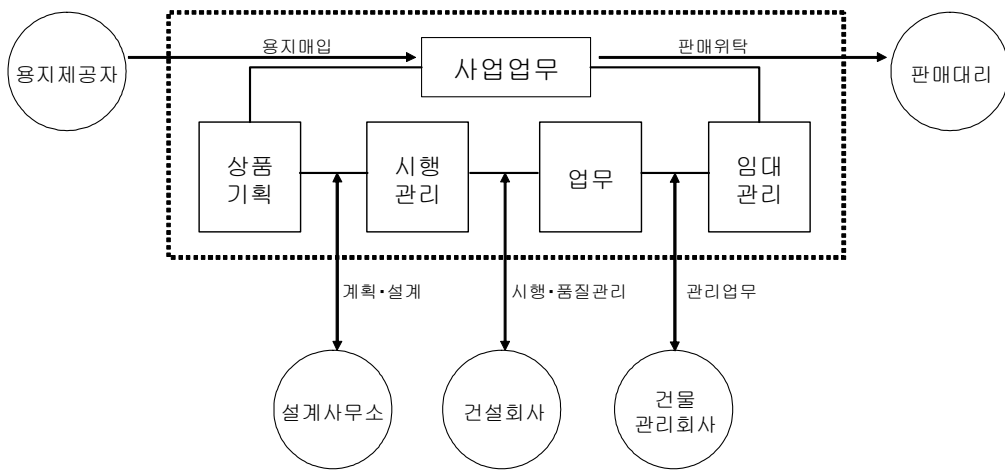 용지매입
판매위탁
용지제공자
사업업무
판매대리
상품
기획
시행
관리
업무
임대
관리
계획·설계
시행·품질관리
관리업무
설계사무소
건설회사
건물
관리회사